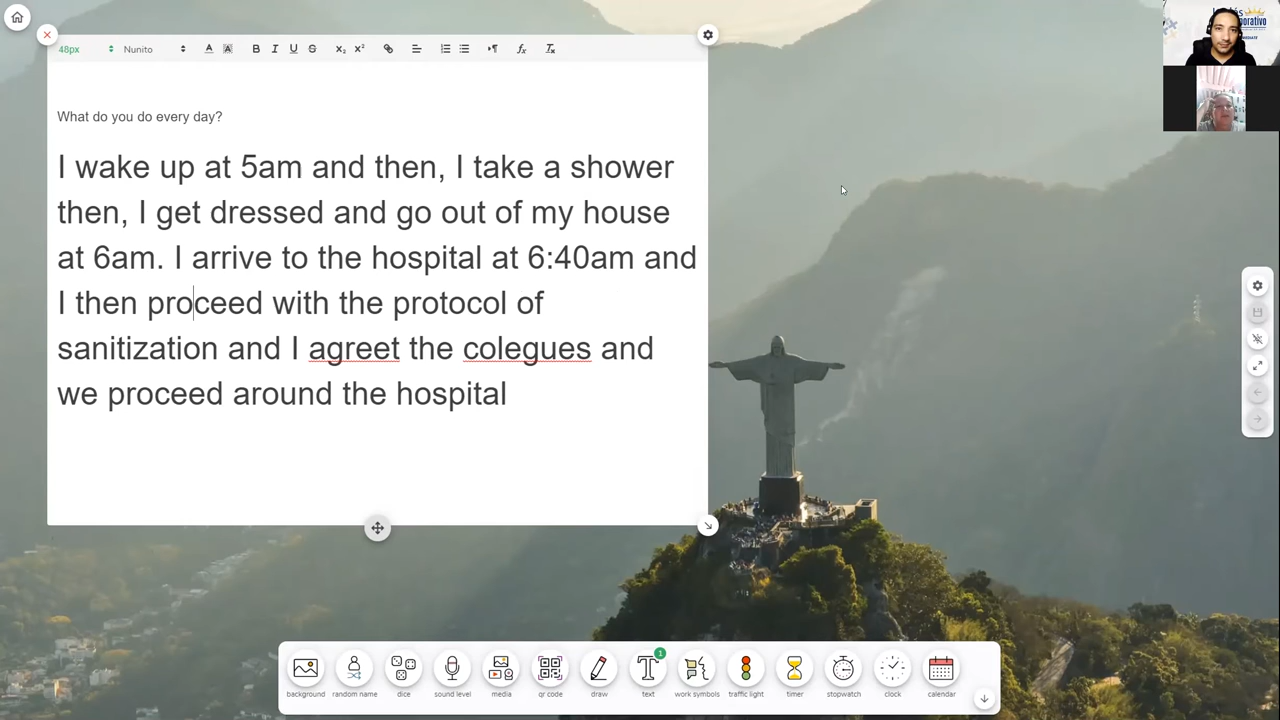 48px
Nunito
What do you do every day?
I wake up at 5am and then, I take a shower
then, I get dressed and go out of my house
at 6am. I arrive to the hospital at 6:40am and
I then proceed with the protocol of
sanitization and I agreet the colegues and
we proceed around the hospital
1
background random name dice sound level media qr code draw text work symbols traffic light timer stopwatch clock calendar